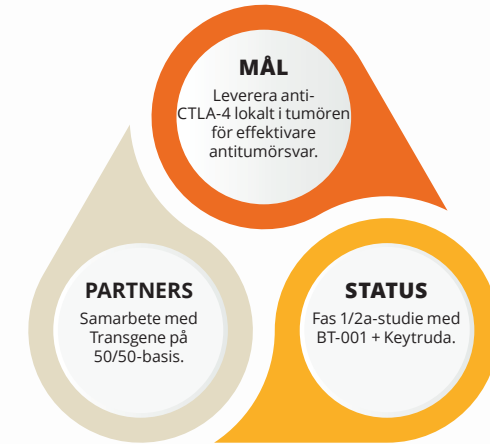 MÅL
Leverera anti-
CTLA-4 lokalt i tumören
för effektivare
antitumörsvar.
PARTNERS
Samarbete med
Transgene på
50/50-basis.
STATUS
Fas 1/2a-studie med
BT-001 + Keytruda.